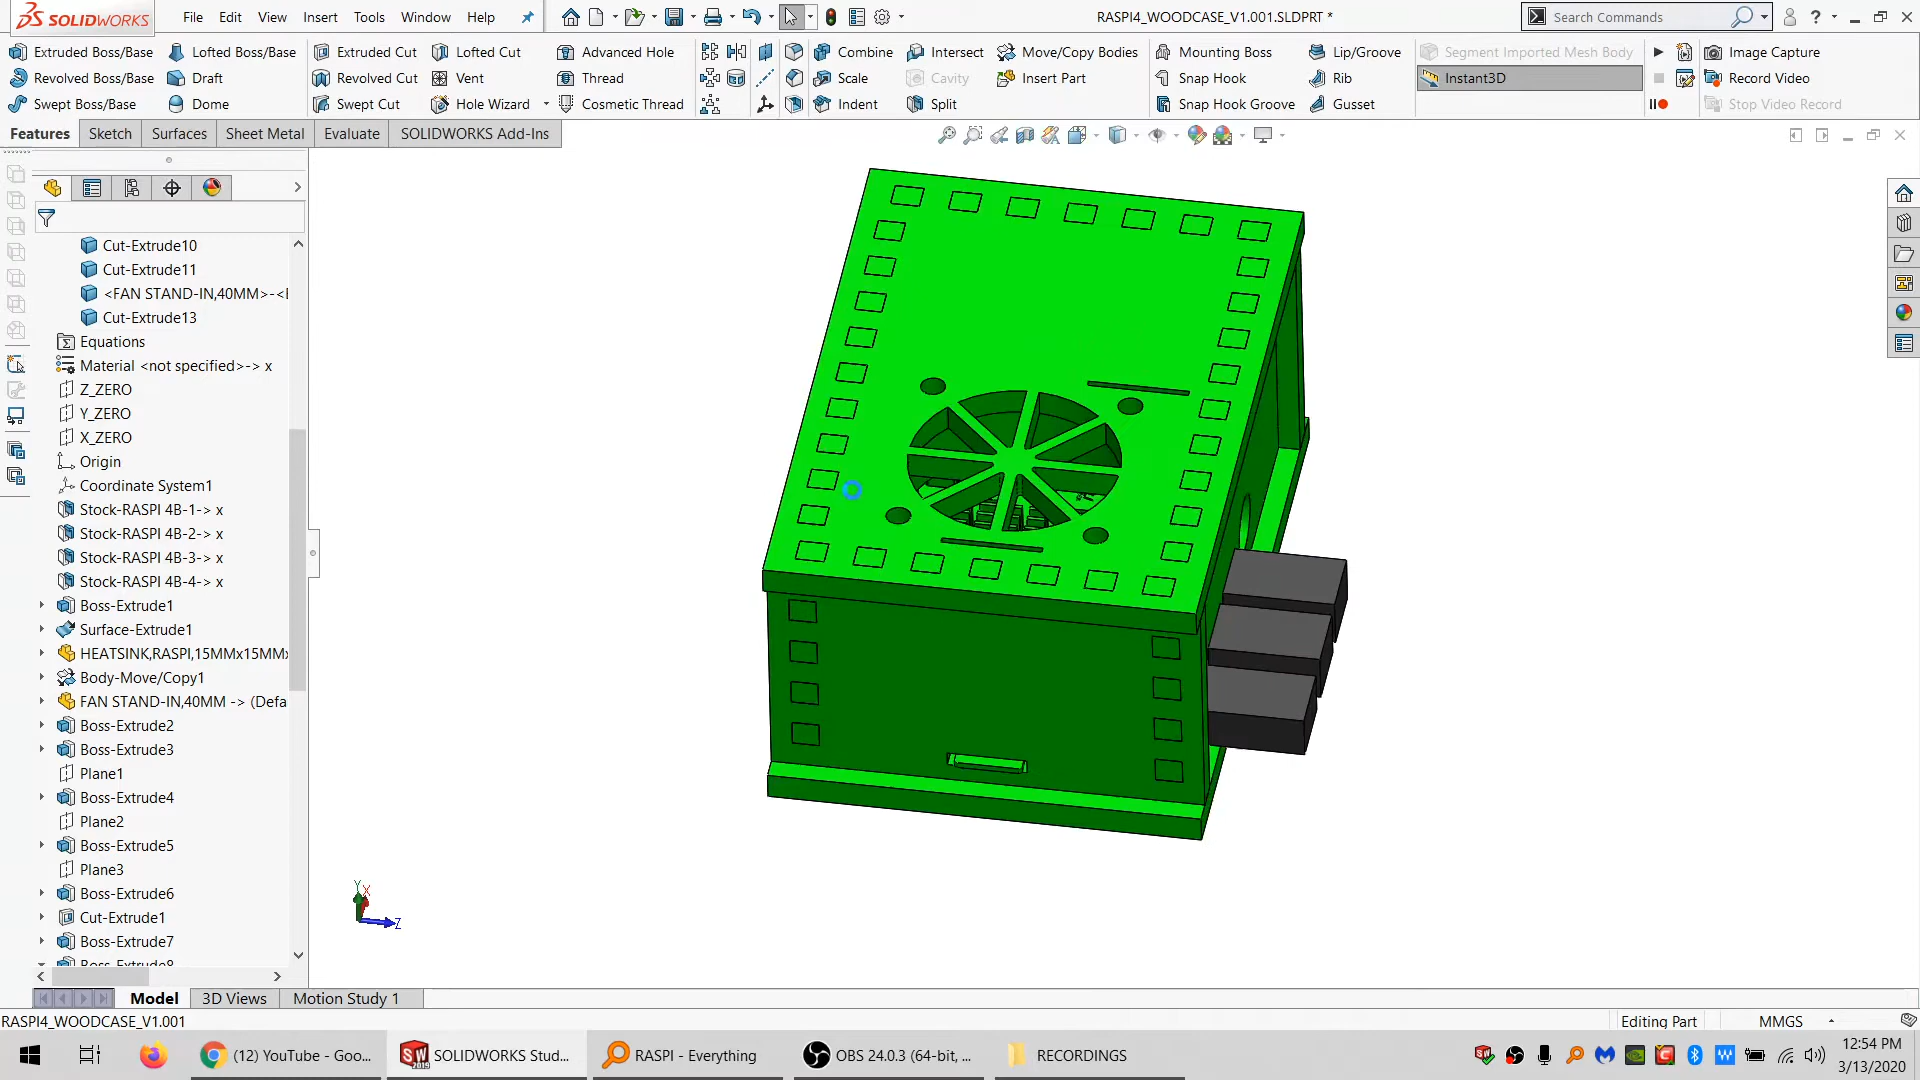 SOLIDWORKS
File Edit View Insert Tools Window Help
RASPI4_WOODCASE_V1.001.SLDPRT *
Search Commands
Extruded Boss/Base
Revolved Boss/Base
Swept Boss/Base
Lofted Boss/Base
Draft
Dome
Extruded Cut
Revolved Cut
Swept Cut
Lofted Cut
Vent
Hole Wizard
Advanced Hole
Thread
Cosmetic Thread
Combine
Scale
Indent
Intersect
Cavity
Split
Move/Copy Bodies
Insert Part
Mounting Boss
Snap Hook
Snap Hook Groove
Lip/Groove
Rib
Gusset
Segment Imported Mesh Body
Instant3D
Image Capture
Record Video
Stop Video Record
Features Sketch Surfaces Sheet Metal Evaluate SOLIDWORKS Add-Ins
Cut-Extrude10
Cut-Extrude11
<FAN STAND-IN,40MM>-<
Cut-Extrude13
Equations
Material <not specified>-> x
Z_ZERO
Y_ZERO
X_ZERO
Origin
Coordinate System1
Stock-RASPI 4B-1-> x
Stock-RASPI 4B-2-> x
Stock-RASPI 4B-3-> x
Stock-RASPI 4B-4-> x
Boss-Extrude1
Surface-Extrude1
HEATSINK,RASPI,15MMx15MMx
Body-Move/Copy1
FAN STAND-IN,40MM -> (Defa
Boss-Extrude2
Boss-Extrude3
Plane1
Boss-Extrude4
Plane2
Boss-Extrude5
Plane3
Boss-Extrude6
Cut-Extrude1
Boss-Extrude7
Boss-Extrude8
Y X
Z
Model 3D Views Motion Study 1
RASPI4_WOODCASE_V1.001
Editing Part MMGS
(12) YouTube - Goo...
SOLIDWORKS Stud...
RASPI - Everything
OBS 24.0.3 (64-bit, ...
RECORDINGS
12:54 PM
3/13/2020